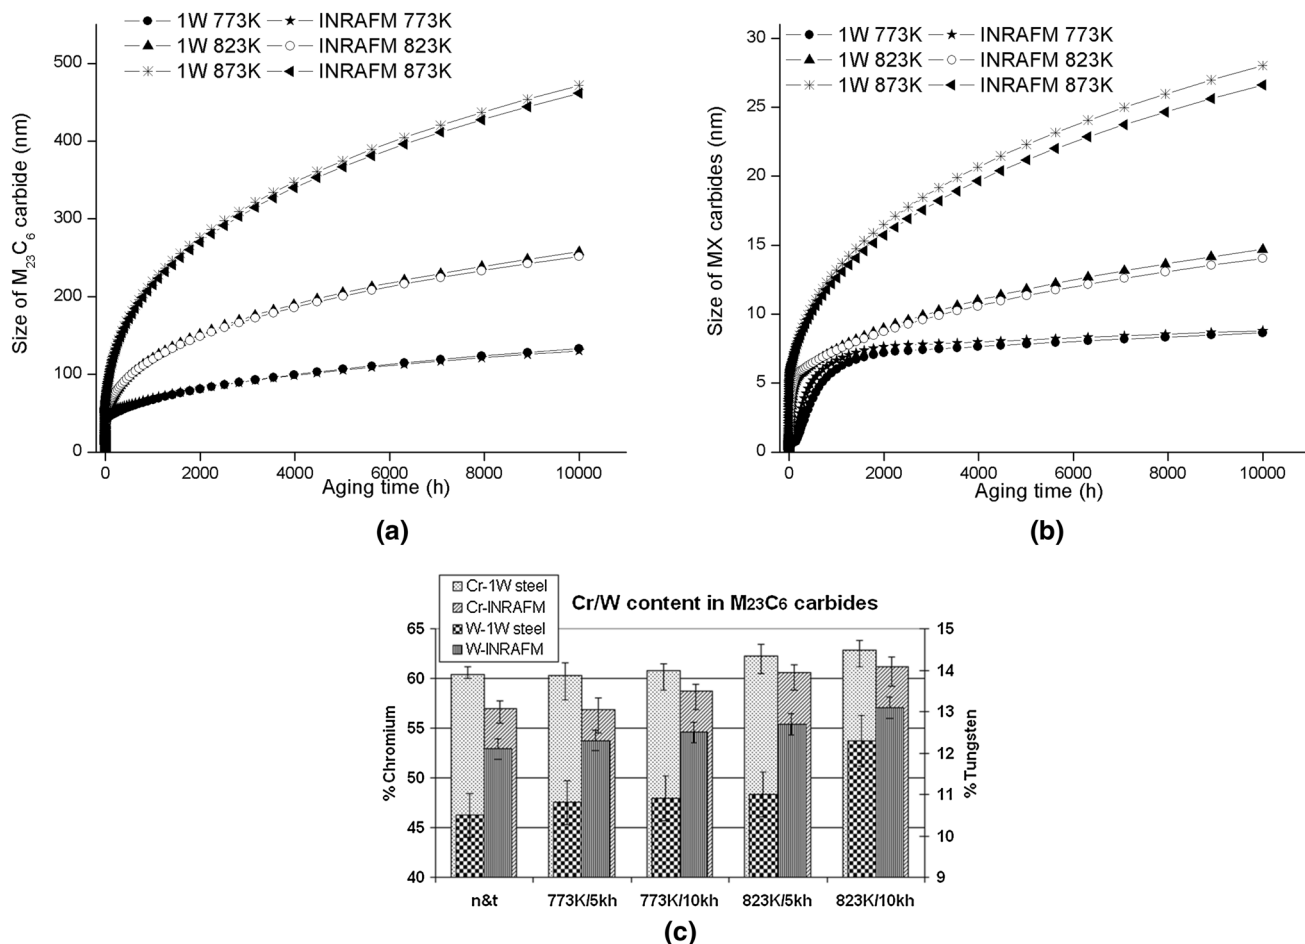 1W 773K INRAFM 773K
1W 823K INRAFM 823K
1W 873K INRAFM 873K
500
400
300
200
100
0
Size of M23C6 carbide (nm)
0 2000 4000 6000 8000 10000
Aging time (h)
(a)
1W 773K INRAFM 773K
1W 823K INRAFM 823K
1W 873K INRAFM 873K
30
25
20
15
10
5
0
Size of MX carbides (nm)
0 2000 4000 6000 8000 10000
Aging time (h)
(b)
Cr-1W steel
Cr-INRAFM
W-1W steel
W-INRAFM
Cr/W content in M23C6 carbides
65
60
55
50
45
40
% Chromium
15
14
13
12
11
10
9
% Tungsten
n&t 773K/5kh 773K/10kh 823K/5kh 823K/10kh
(c)